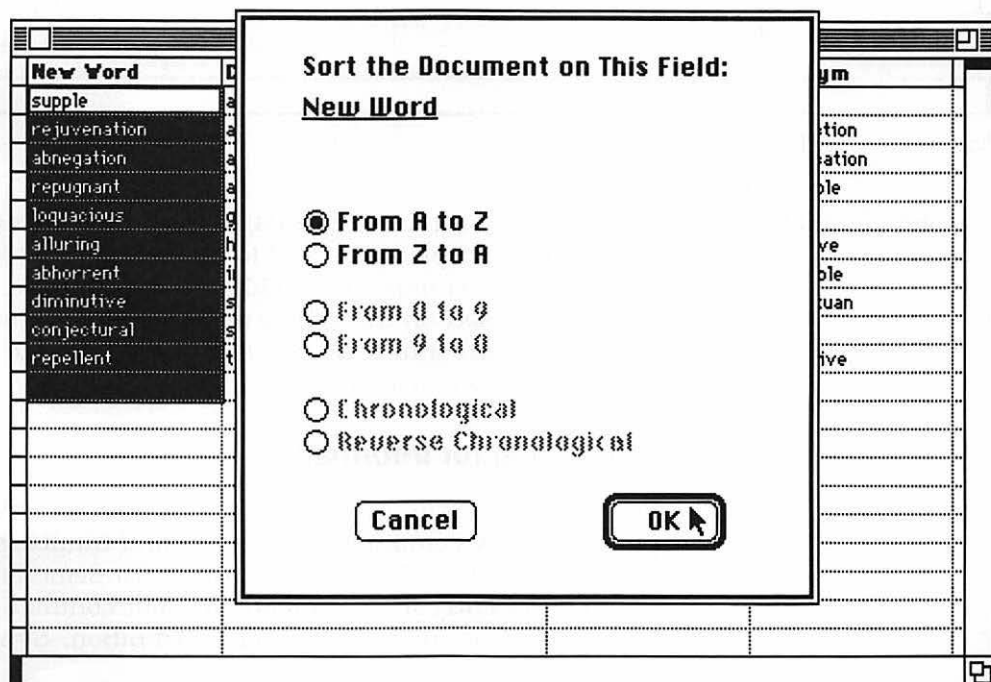 New Word
supple
rejuvenation
abnegation
repugnant
loquacious
alluring
abhorrent
diminutive
conjectural
repellent
Sort the Document on This Field:
New Word
From A to Z
From Z to A
From 0 to 9
From 9 to 0
Chronological
Reverse Chronological
Cancel
OK